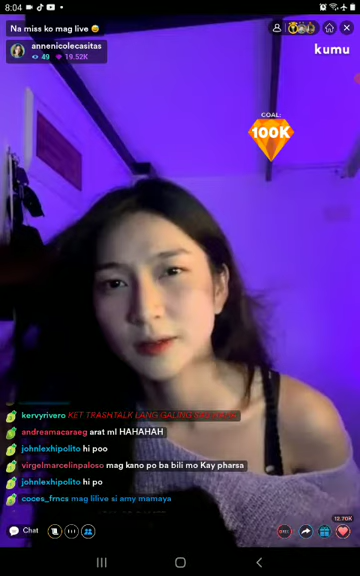 8:04
Na miss ko mag live
annenicolecasitas
49 19.52K
kumu
COAL:
100K
kervyrivero KET TRASHTALK LANG GALING
andreamacaraeg arat ml HAHAHAH
johnlexhipolito hi poo
virgelmarcelinpaloso mag kano po ba bili mo Kay pharsa
johnlexhipolito hi po
coces_frncs mag lilive si amy mamaya
12.70K
Chat